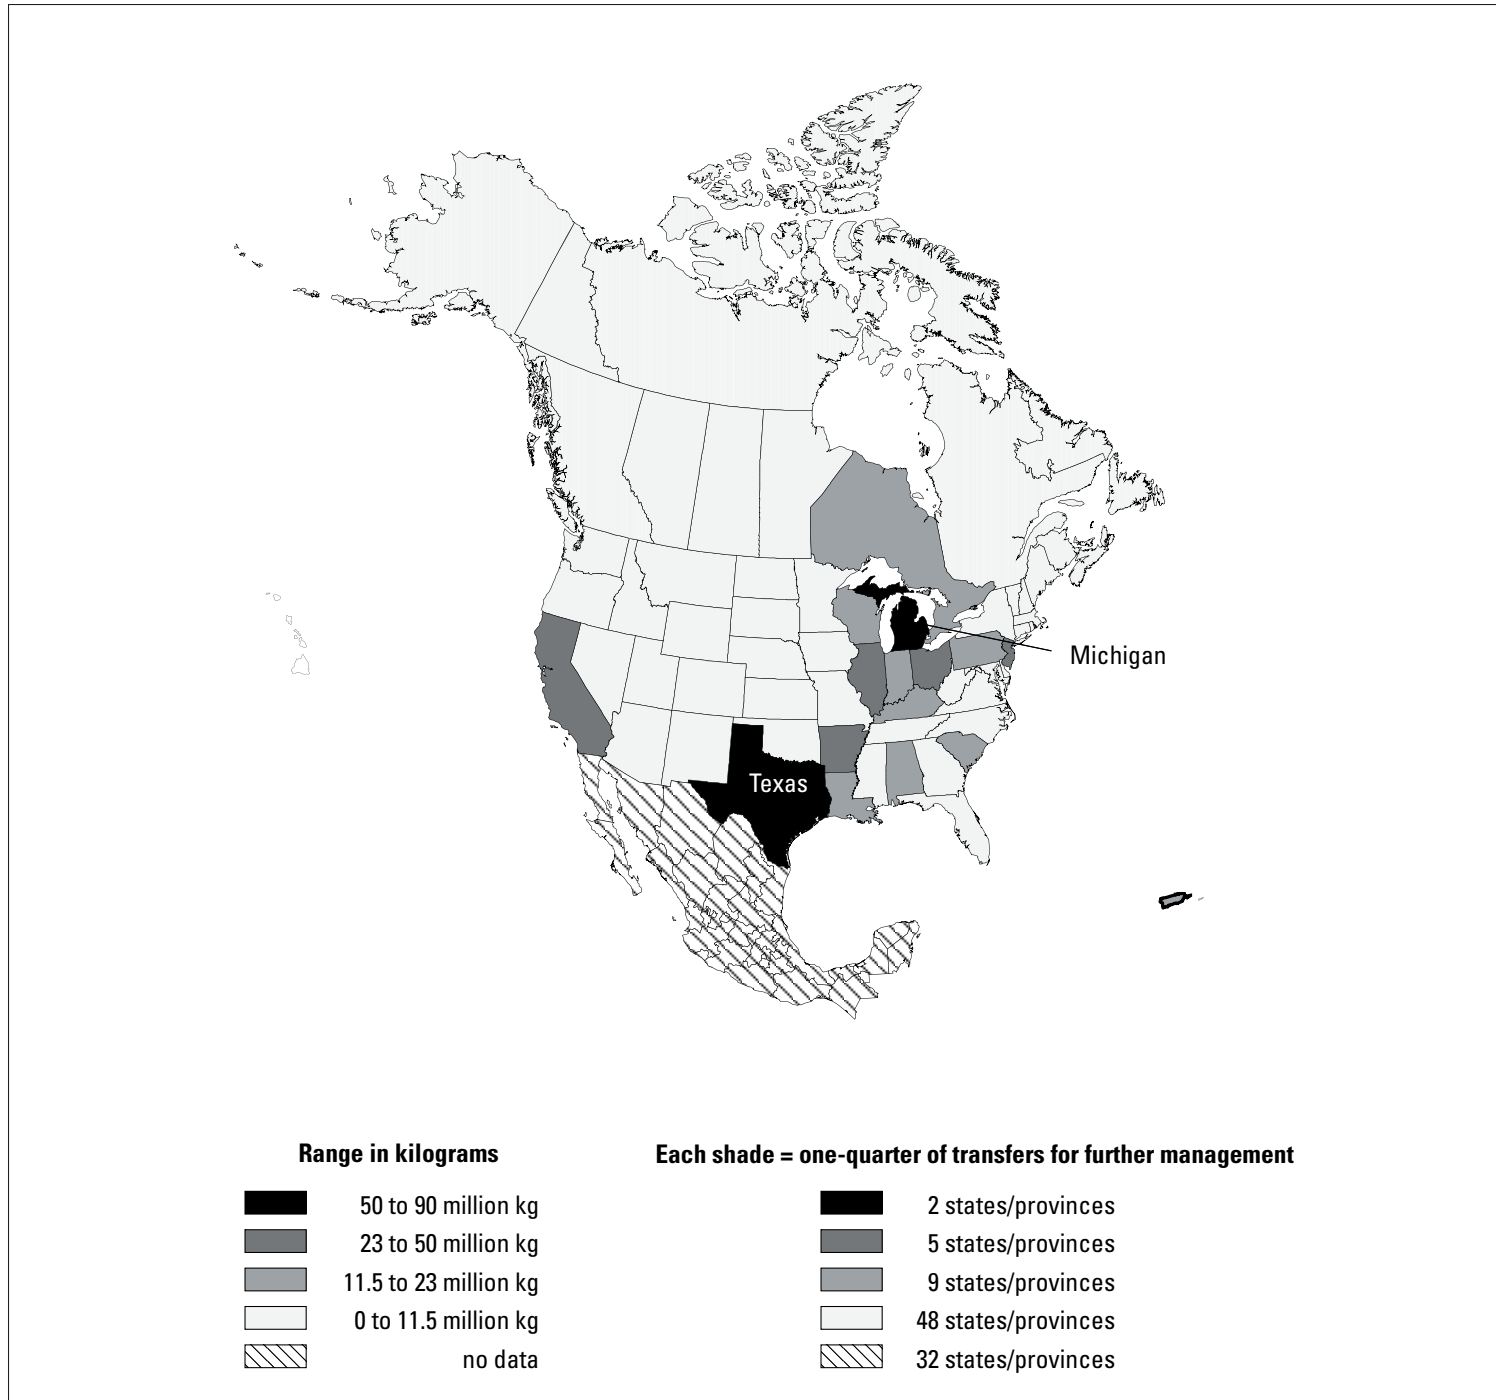 Michigan
Texas
Range in kilograms
50 to 90 million kg
23 to 50 million kg
11.5 to 23 million kg
0 to 11.5 million kg
no data
Each shade = one-quarter of transfers for further management
2 states/provinces
5 states/provinces
9 states/provinces
48 states/provinces
32 states/provinces